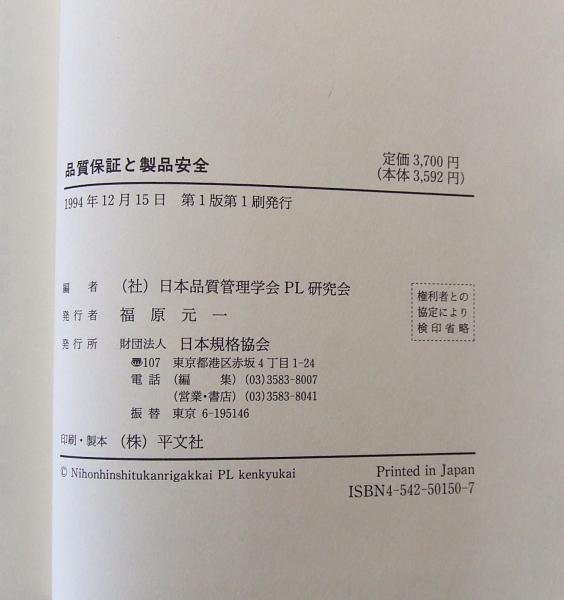 品質保証と製品安全
定価 3,700 円
(本体 3,592 円)
1994 年 12 月 15 日 第 1 版第 1 刷発行
編者 (社) 日本品質管理学会 PL 研究会
発行者 福原元一
発行所 財団法人 日本規格協会
〠107 東京都港区赤坂 4 丁目 1-24
電話 (編集) (03)3583-8007
(営業・書店) (03)3583-8041
振替 東京 6-195146
権利者との
協定により
検印省略
印刷・製本 (株) 平文社
© Nihonhinshitukanrigakkai PL kenkyukai
Printed in Japan
ISBN4-542-50150-7